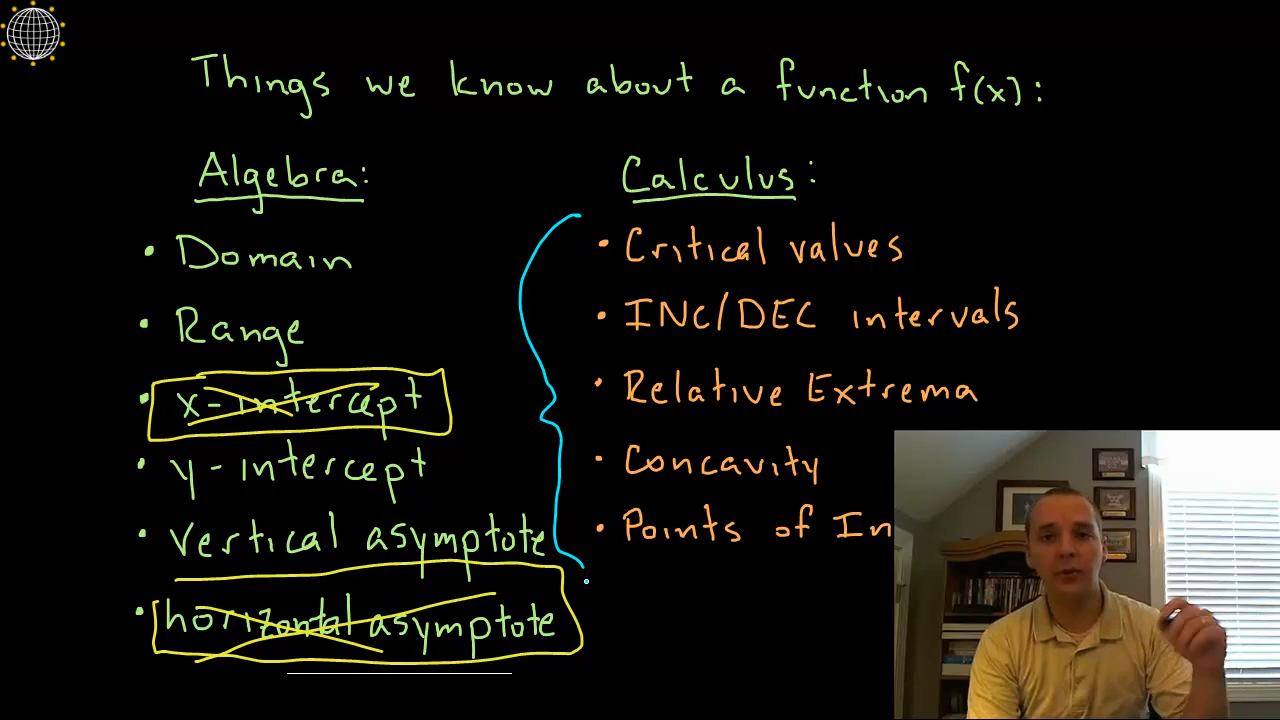 Things we know about a function f(x):
Algebra:
• Domain
• Range
• x-intercept
• y-intercept
• vertical asymptote
• horizontal asymptote
Calculus:
• Critical values
• INC/DEC intervals
• Relative Extrema
• Concavity
• Points of In